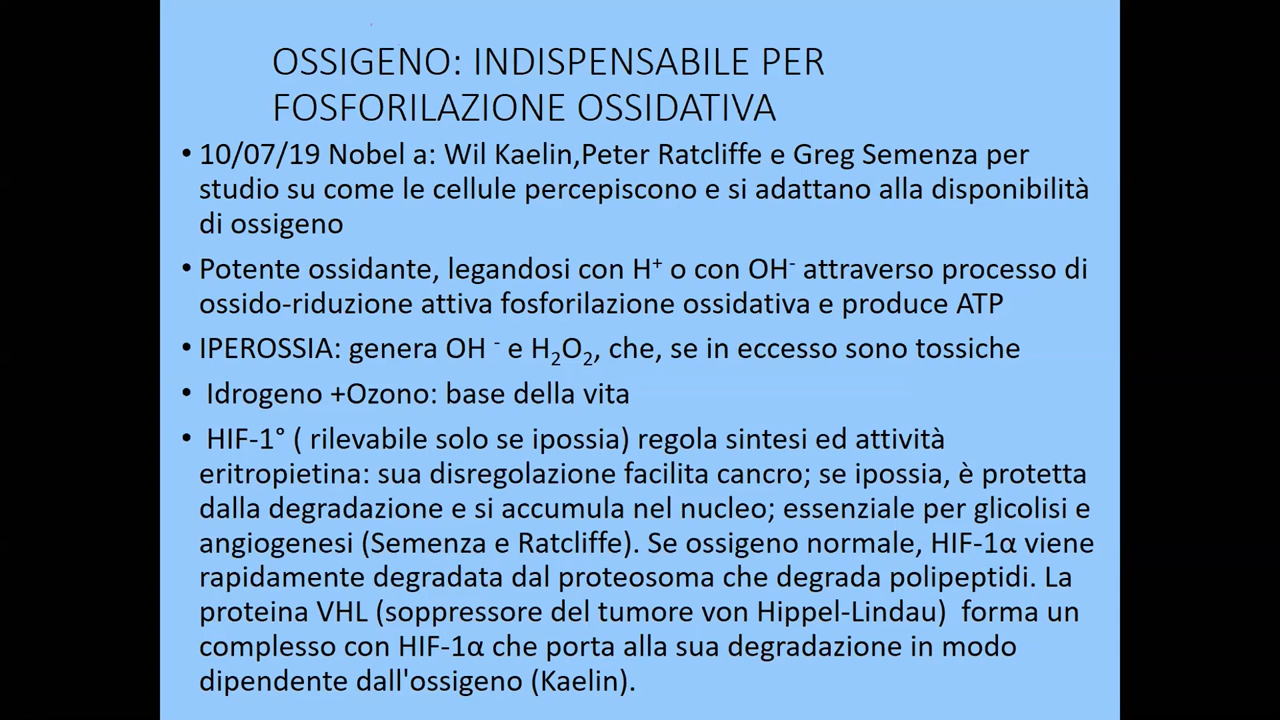 OSSIGENO: INDISPENSABILE PER
FOSFORILAZIONE OSSIDATIVA
• 10/07/19 Nobel a: Wil Kaelin,Peter Ratcliffe e Greg Semenza per
studio su come le cellule percepiscono e si adattano alla disponibilità
di ossigeno
• Potente ossidante, legandosi con H⁺ o con OH⁻ attraverso processo di
ossido-riduzione attiva fosforilazione ossidativa e produce ATP
• IPEROSSIA: genera OH ⁻ e H₂O₂, che, se in eccesso sono tossiche
• Idrogeno +Ozono: base della vita
• HIF-1° ( rilevabile solo se ipossia) regola sintesi ed attività
eritropietina: sua disregolazione facilita cancro; se ipossia, è protetta
dalla degradazione e si accumula nel nucleo; essenziale per glicolisi e
angiogenesi (Semenza e Ratcliffe). Se ossigeno normale, HIF-1α viene
rapidamente degradata dal proteosoma che degrada polipeptidi. La
proteina VHL (soppressore del tumore von Hippel-Lindau) forma un
complesso con HIF-1α che porta alla sua degradazione in modo
dipendente dall'ossigeno (Kaelin).